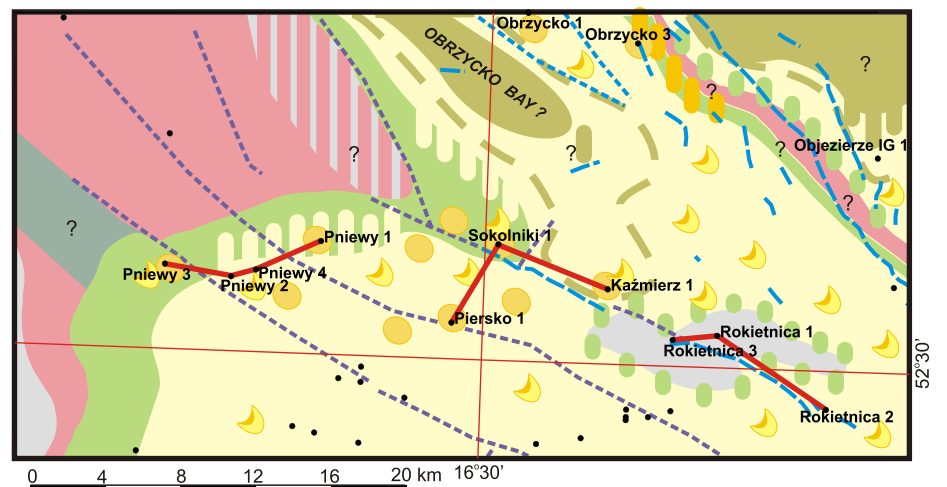 Obrzycko 1
Obrzycko 3
OBRZYCKO BAY ?
?
?
Objezierze IG 1
?
?
?
?
?
Sokolniki 1
Pniewy 1
Pniewy 3
Pniewy 4
Pniewy 2
Kaźmierz 1
Piersko 1
Rokietnica 1
Rokietnica 3
Rokietnica 2
52°30'
0 4 8 12 16 20 km
16°30'